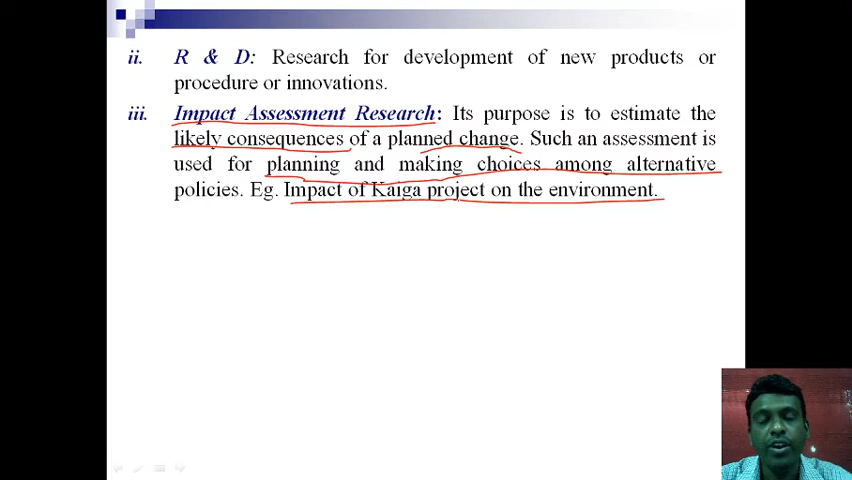 ii. R & D: Research for development of new products or
procedure or innovations.
iii. Impact Assessment Research: Its purpose is to estimate the
likely consequences of a planned change. Such an assessment is
used for planning and making choices among alternative
policies. Eg. Impact of Kaiga project on the environment.